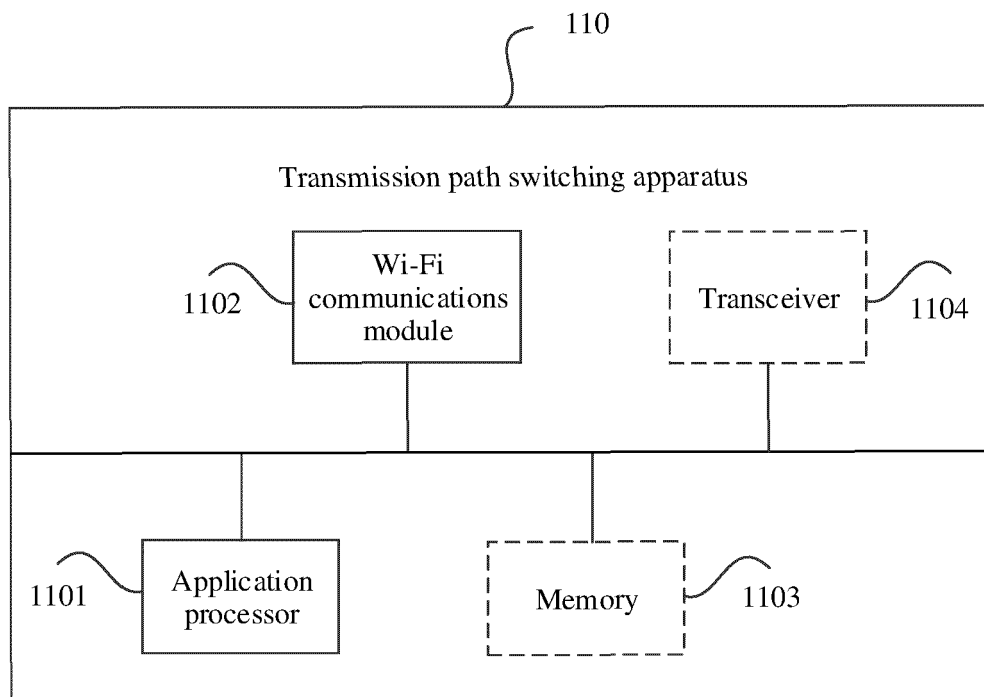 110
Transmission path switching apparatus
Wi-Fi
communications
module
1102
Transceiver
1104
1101
Application
processor
Memory
1103